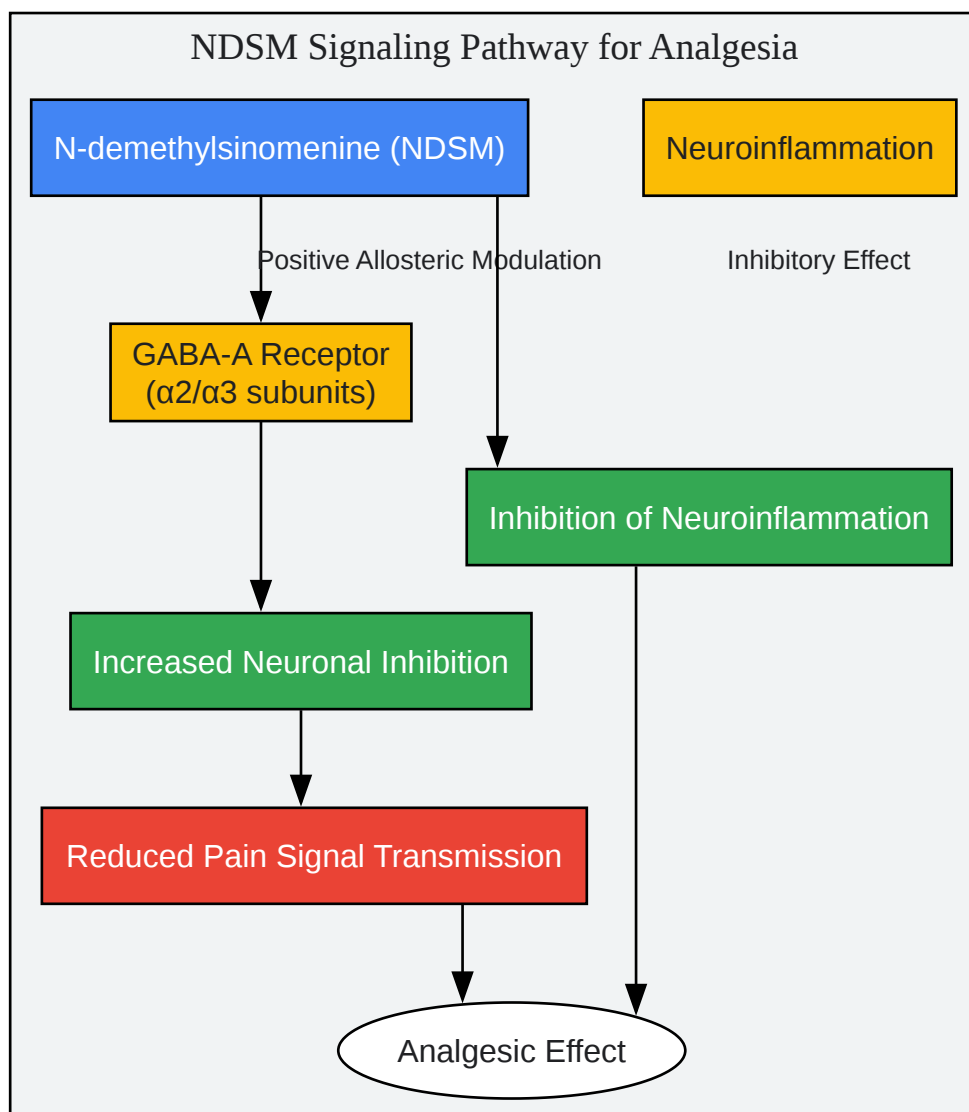 NDSM Signaling Pathway for Analgesia
N-demethylsinomenine (NDSM)
Neuroinflammation
Positive Allosteric Modulation
Inhibitory Effect
GABA-A Receptor
(α2/α3 subunits)
Inhibition of Neuroinflammation
Increased Neuronal Inhibition
Reduced Pain Signal Transmission
Analgesic Effect